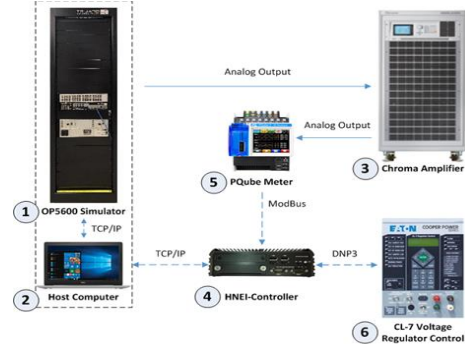 Analog Output
Analog Output
1
OP5600 Simulator
5
PQube Meter
3
Chroma Amplifier
TCP/IP
ModBus
EATON
COOPER POWER
SERIES
TCP/IP
DNP3
2
Host Computer
4
HNEI-Controller
6
CL-7 Voltage
Regulator Control